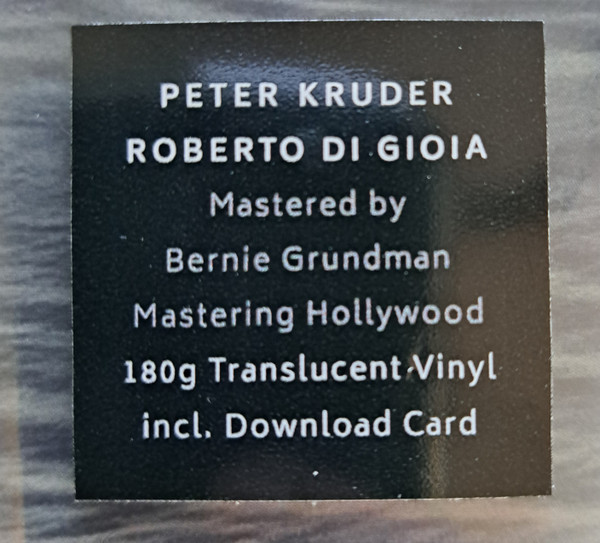 PETER KRUDER
ROBERTO DI GIOIA
Mastered by
Bernie Grundman
Mastering Hollywood
180g Translucent Vinyl
incl. Download Card